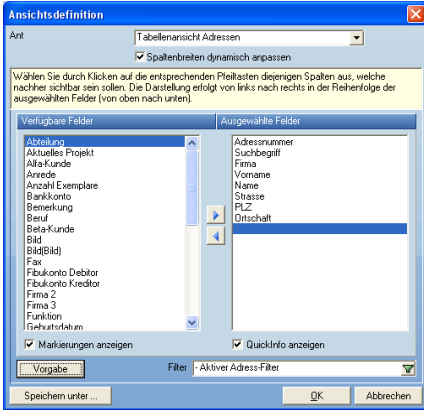 Ansichtsdefinition
Ant
Tabellenansicht Adressen
Spaltenbreiten dynamisch anpassen
Wählen Sie durch Klicken auf die entsprechenden Pfeiltasten diejenigen Spalten aus, welche
nachher sichtbar sein sollen. Die Darstellung erfolgt von links nach rechts in der Reihenfolge der
ausgewählten Felder (von oben nach unten).
Verfügbare Felder
Abteilung
Aktuelles Projekt
Alfa-Kunde
Anrede
Anzahl Exemplare
Bankkonto
Bemerkung
Beruf
Beta-Kunde
Bild
Bild(Bild)
Fax
Fibukonto Debitor
Fibukonto Kreditor
Firma 2
Firma 3
Funktion
Geburtsdatum
Ausgewählte Felder
Adressnummer
Suchbegriff
Firma
Vorname
Name
Strasse
PLZ
Ortschaft
Markierungen anzeigen
QuickInfo anzeigen
Vorgabe
Filter
- Aktiver Adress-Filter
Speichern unter ...
OK
Abbrechen